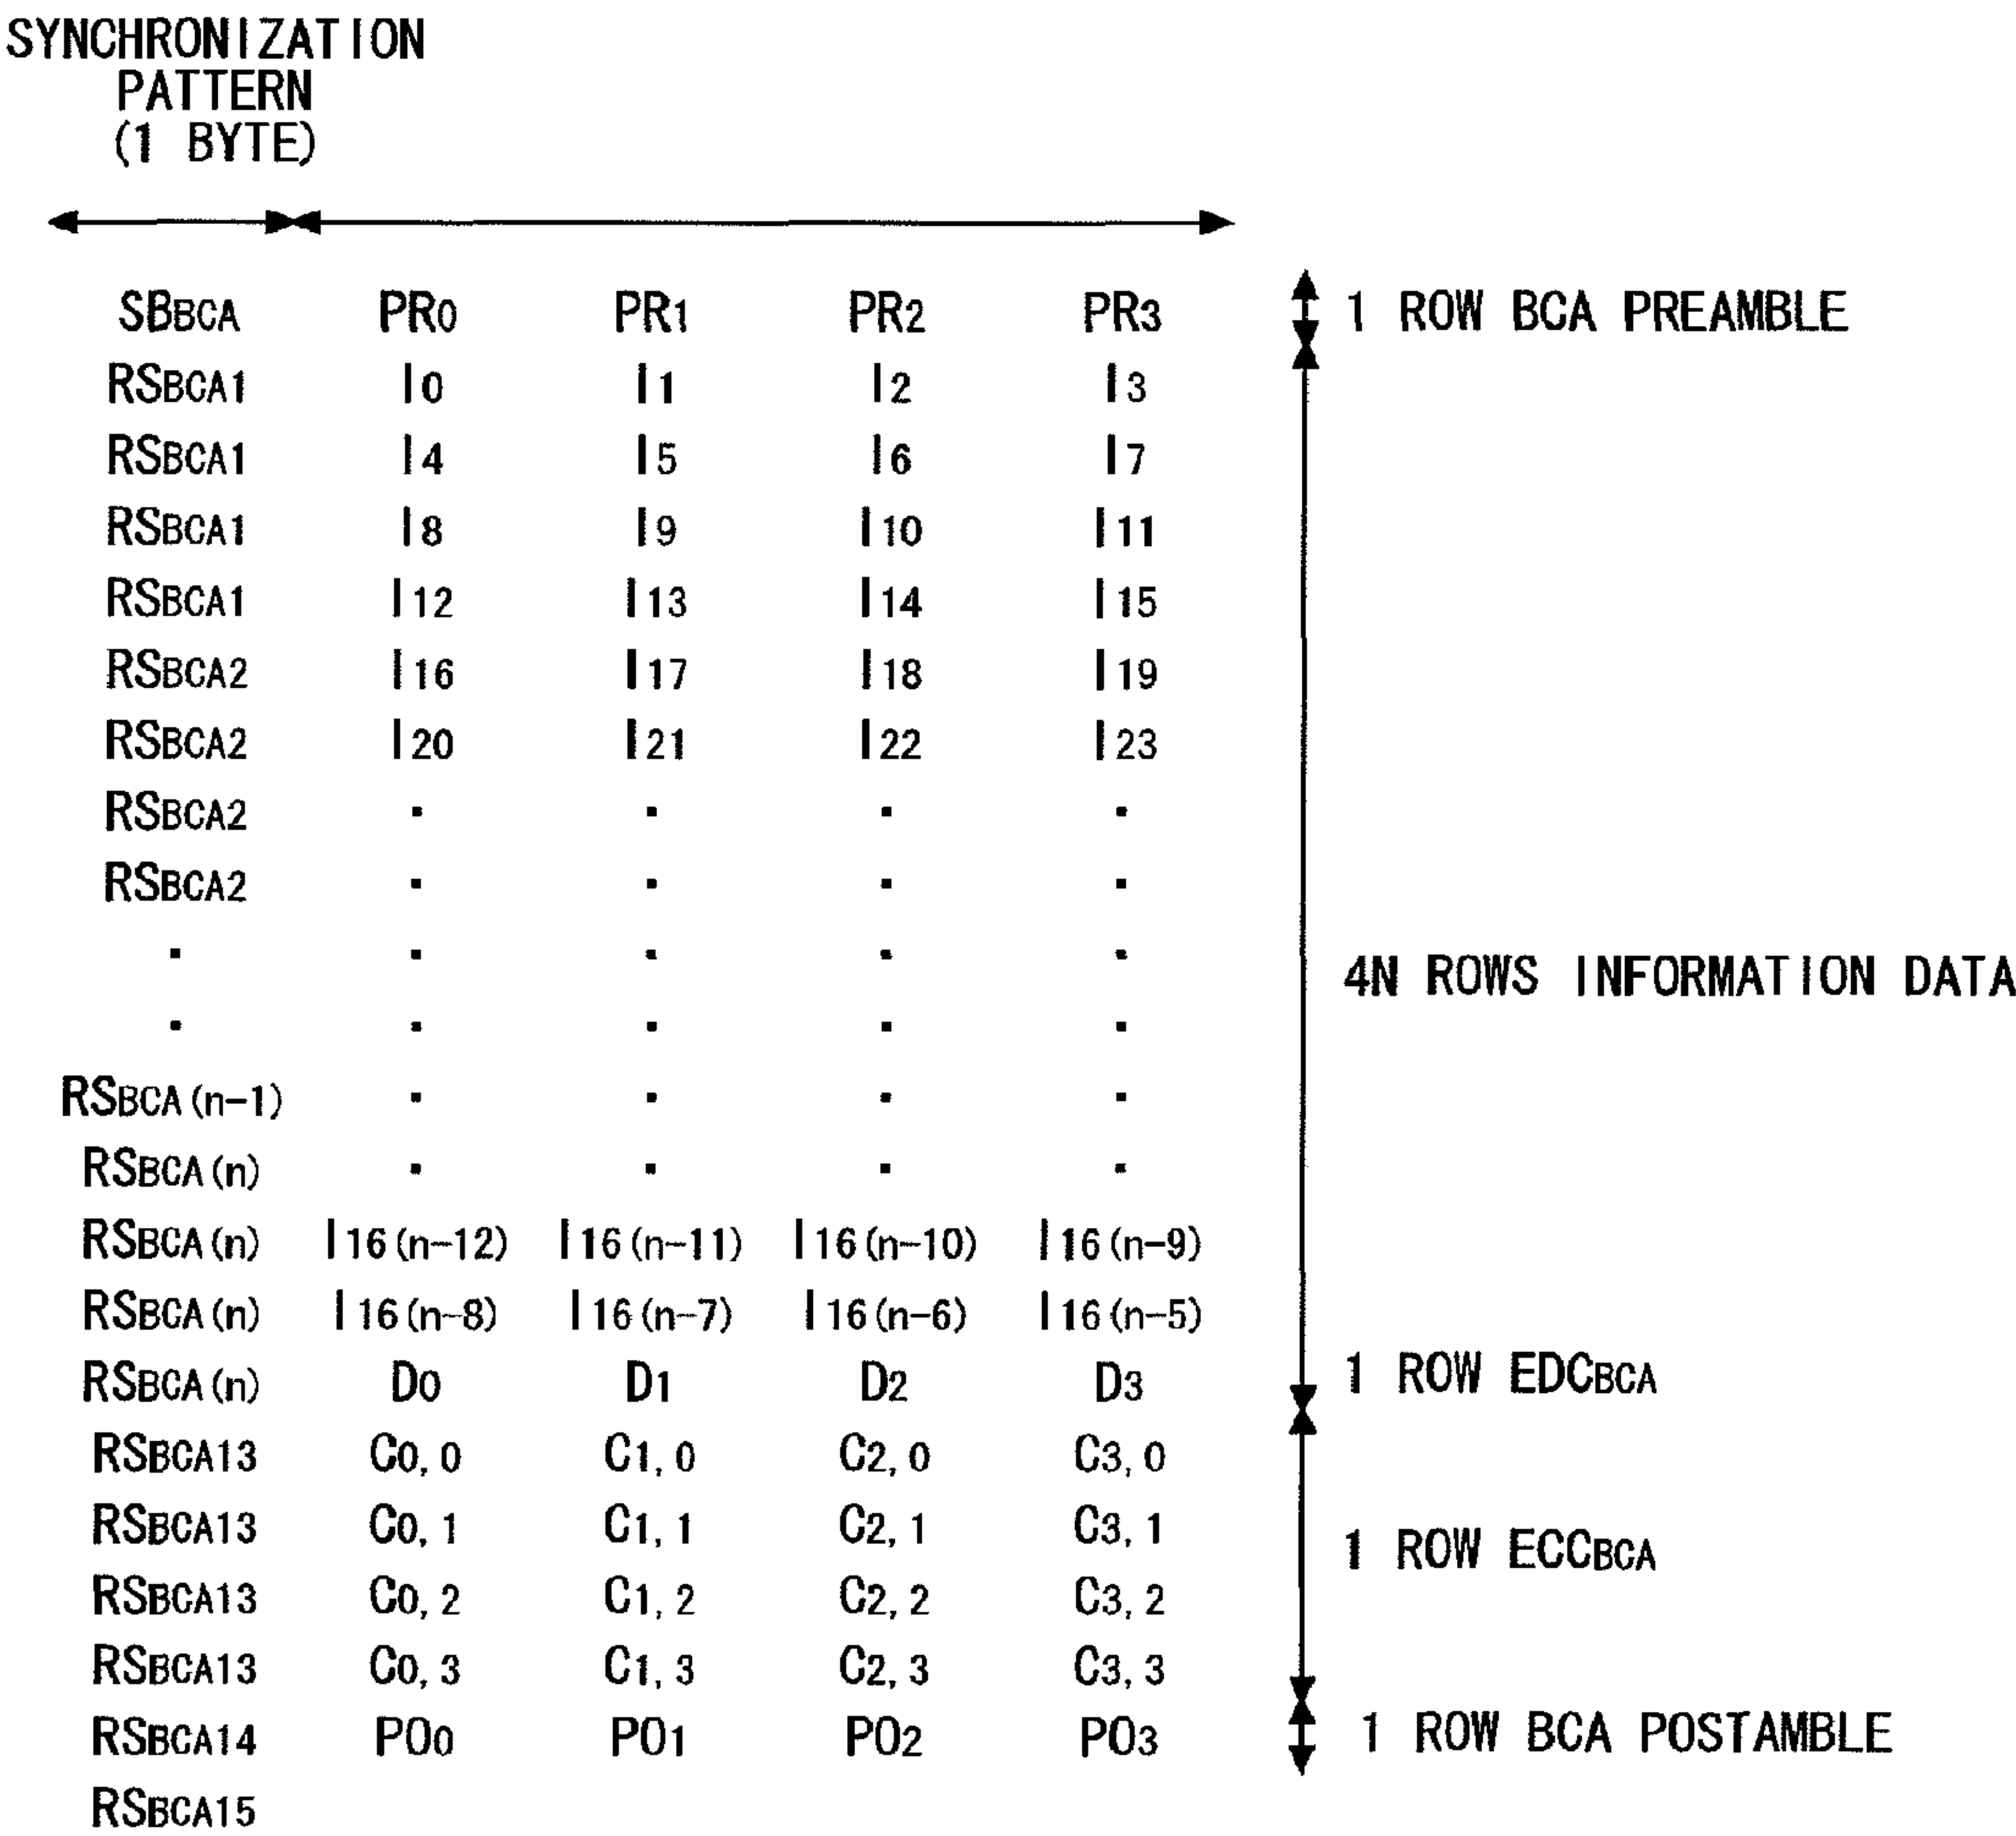 SYNCHRONIZATION
PATTERN
(1 BYTE)
SBBCA PR0 PR1 PR2 PR3 1 ROW BCA PREAMBLE
RSBCA1 I0 I1 I2 I3
RSBCA1 I4 I5 I6 I7
RSBCA1 I8 I9 I10 I11
RSBCA1 I12 I13 I14 I15
RSBCA2 I16 I17 I18 I19
RSBCA2 I20 I21 I22 I23
RSBCA2 . . . .
RSBCA2 . . . .
. . . . .
4N ROWS INFORMATION DATA
. . . . .
RSBCA(n-1) . . . .
RSBCA(n) . . . .
RSBCA(n) I16(n-12) I16(n-11) I16(n-10) I16(n-9)
RSBCA(n) I16(n-8) I16(n-7) I16(n-6) I16(n-5)
RSBCA(n) D0 D1 D2 D3 1 ROW EDCBCA
RSBCA13 C0,0 C1,0 C2,0 C3,0
RSBCA13 C0,1 C1,1 C2,1 C3,1
1 ROW ECCBCA
RSBCA13 C0,2 C1,2 C2,2 C3,2
RSBCA13 C0,3 C1,3 C2,3 C3,3
RSBCA14 PO0 PO1 PO2 PO3 1 ROW BCA POSTAMBLE
RSBCA15